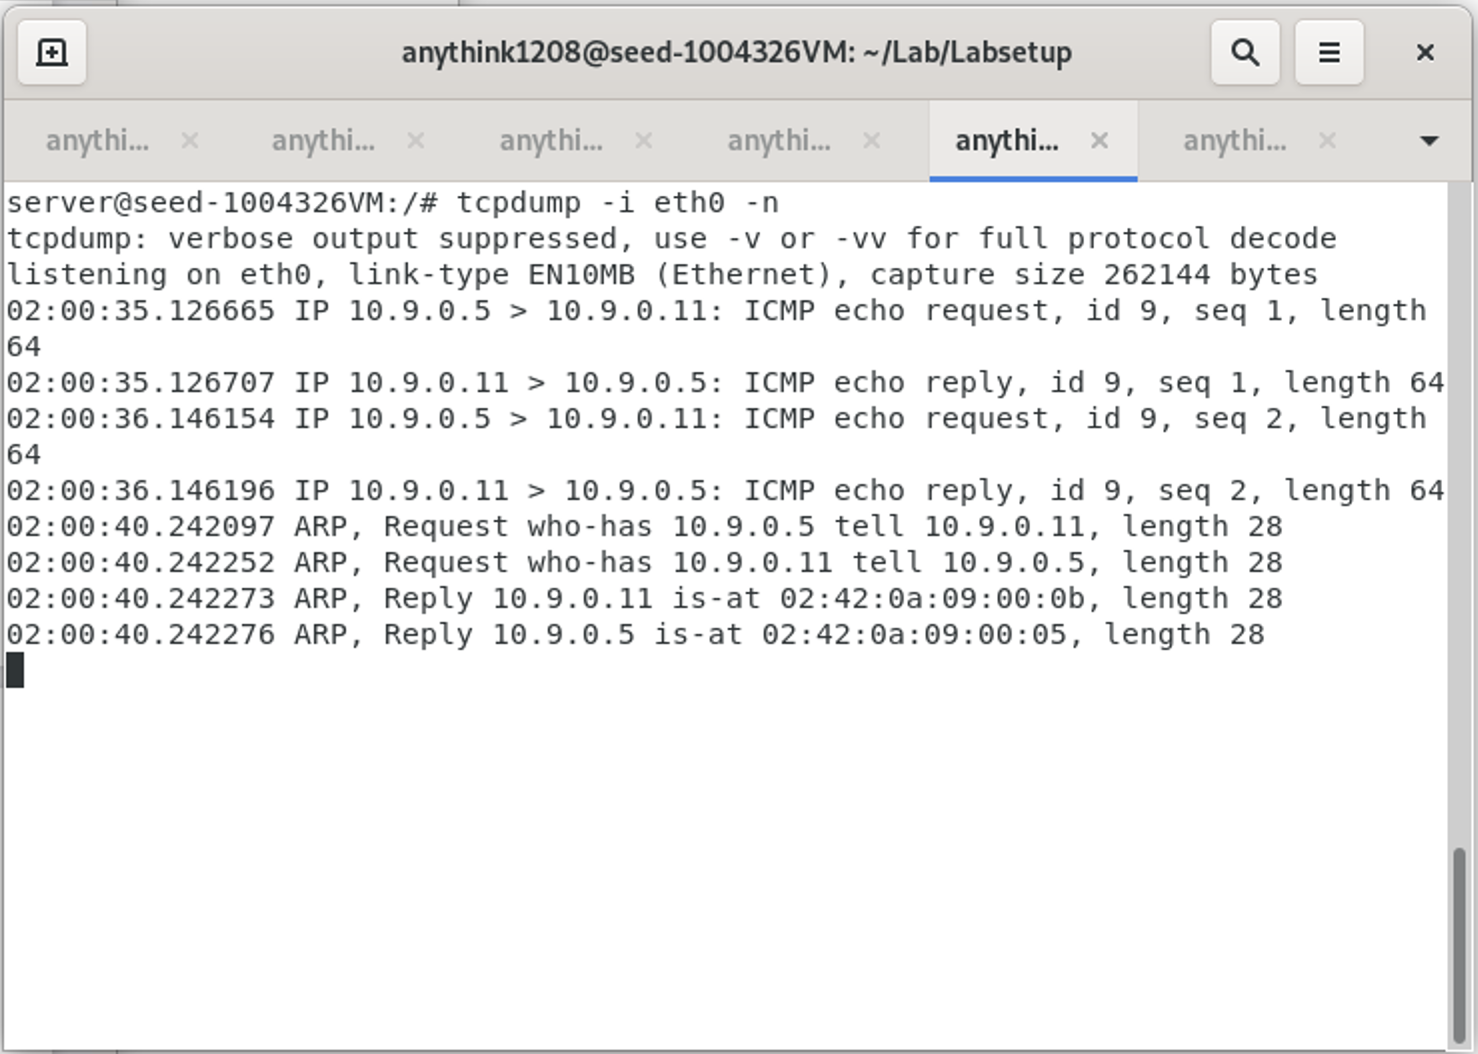 anythink1208@seed-1004326VM: ~/Lab/Labsetup
anythi... anythi... anythi... anythi... anythi... anythi...
server@seed-1004326VM:/# tcpdump -i eth0 -n
tcpdump: verbose output suppressed, use -v or -vv for full protocol decode
listening on eth0, link-type EN10MB (Ethernet), capture size 262144 bytes
02:00:35.126665 IP 10.9.0.5 > 10.9.0.11: ICMP echo request, id 9, seq 1, length
64
02:00:35.126707 IP 10.9.0.11 > 10.9.0.5: ICMP echo reply, id 9, seq 1, length 64
02:00:36.146154 IP 10.9.0.5 > 10.9.0.11: ICMP echo request, id 9, seq 2, length
64
02:00:36.146196 IP 10.9.0.11 > 10.9.0.5: ICMP echo reply, id 9, seq 2, length 64
02:00:40.242097 ARP, Request who-has 10.9.0.5 tell 10.9.0.11, length 28
02:00:40.242252 ARP, Request who-has 10.9.0.11 tell 10.9.0.5, length 28
02:00:40.242273 ARP, Reply 10.9.0.11 is-at 02:42:0a:09:00:0b, length 28
02:00:40.242276 ARP, Reply 10.9.0.5 is-at 02:42:0a:09:00:05, length 28